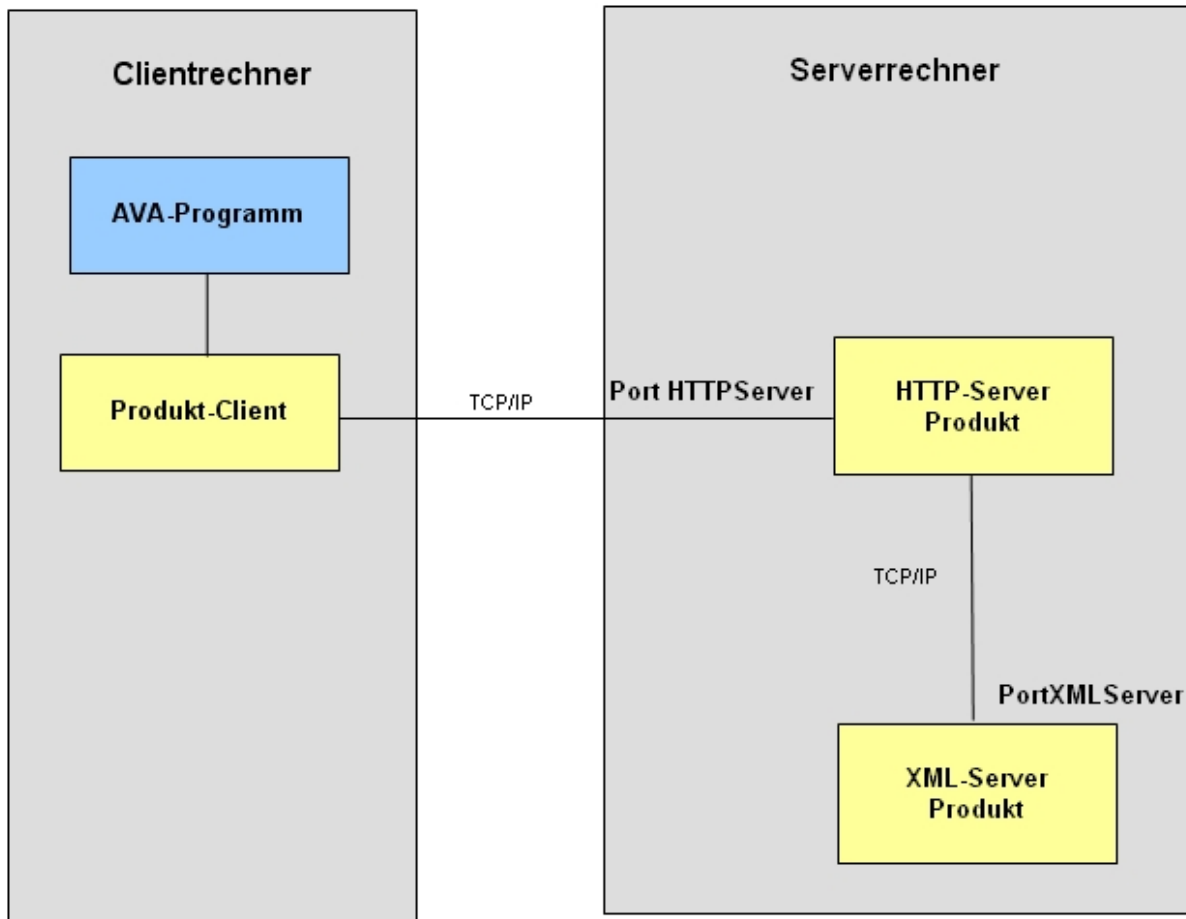 Clientrechner
AVA-Programm
Produkt-Client
TCP/IP
Serverrechner
Port HTTPServer
HTTP-Server
Produkt
TCP/IP
PortXMLServer
XML-Server
Produkt